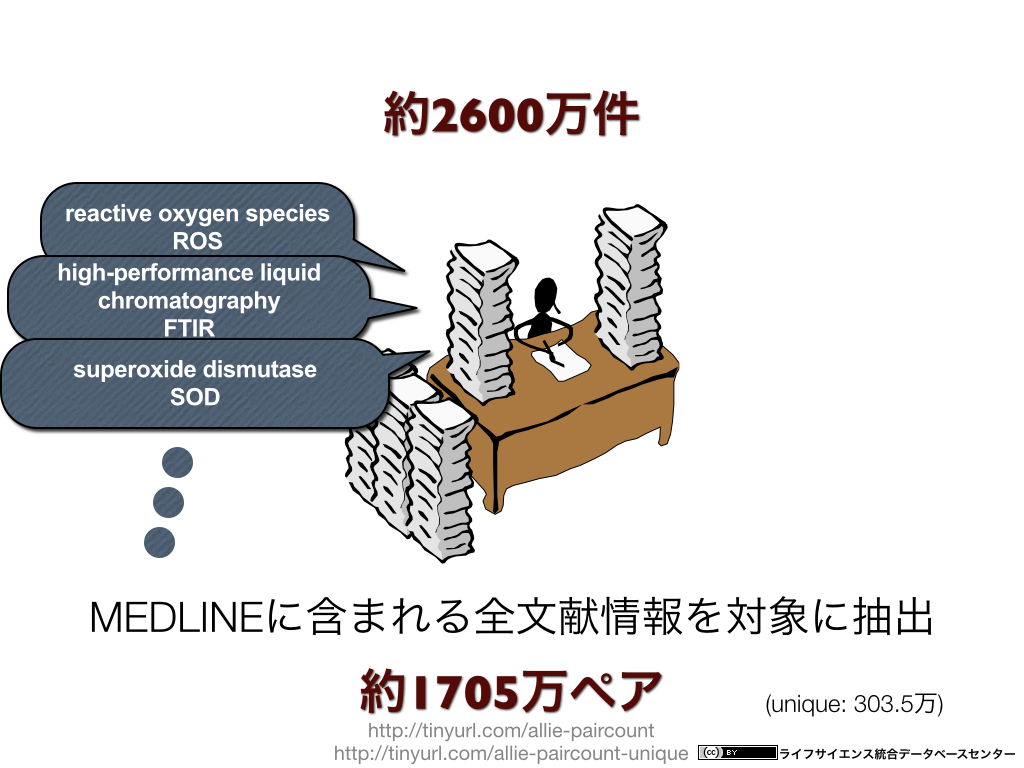 約2600万件
reactive oxygen species
ROS
high-performance liquid
chromatography
FTIR
superoxide dismutase
SOD
MEDLINEに含まれる全文献情報を対象に抽出
約1705万ペア
(unique: 303.5万)
http://tinyurl.com/allie-paircount
http://tinyurl.com/allie-paircount-unique
(cc) BY ライフサイエンス統合データベースセンター